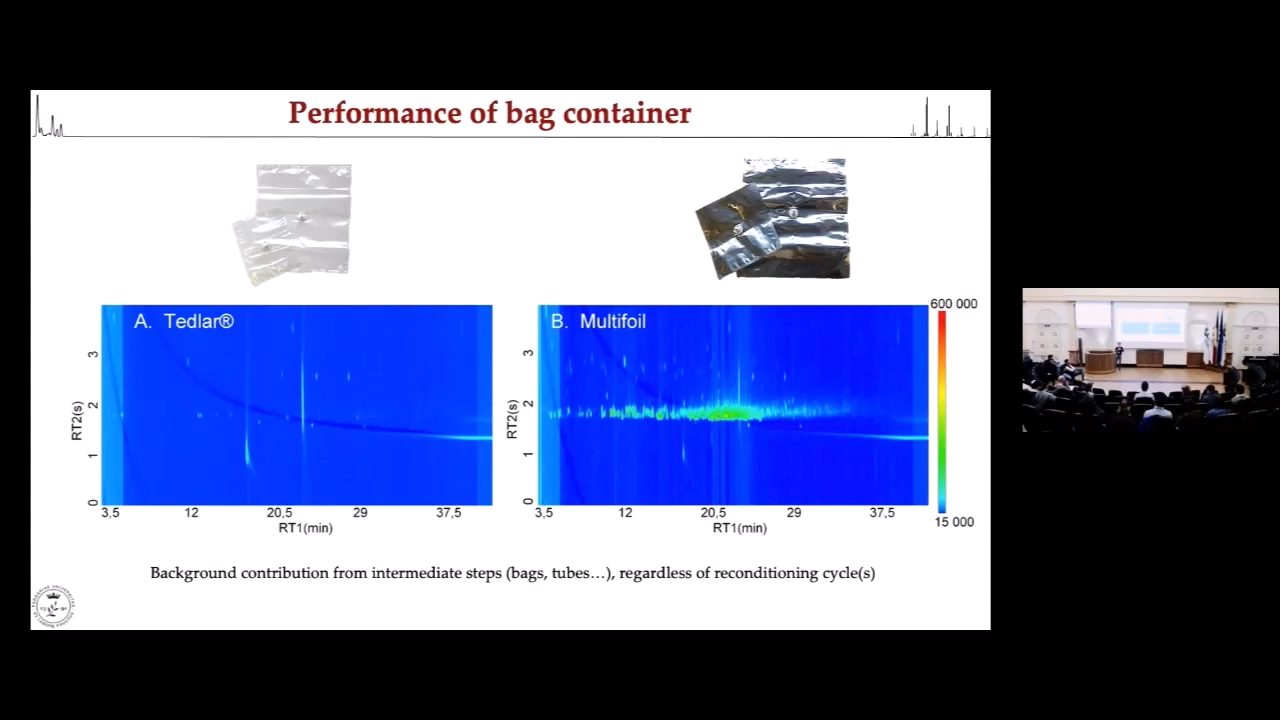 Performance of bag container
A. Tedlar®
B. Multifoil
600 000
15 000
RT2(s)
3
2
1
0
3,5 12 20,5 29 37,5
RT1(min)
RT2(s)
3
2
1
0
3,5 12 20,5 29 37,5
RT1(min)
Background contribution from intermediate steps (bags, tubes…), regardless of reconditioning cycle(s)